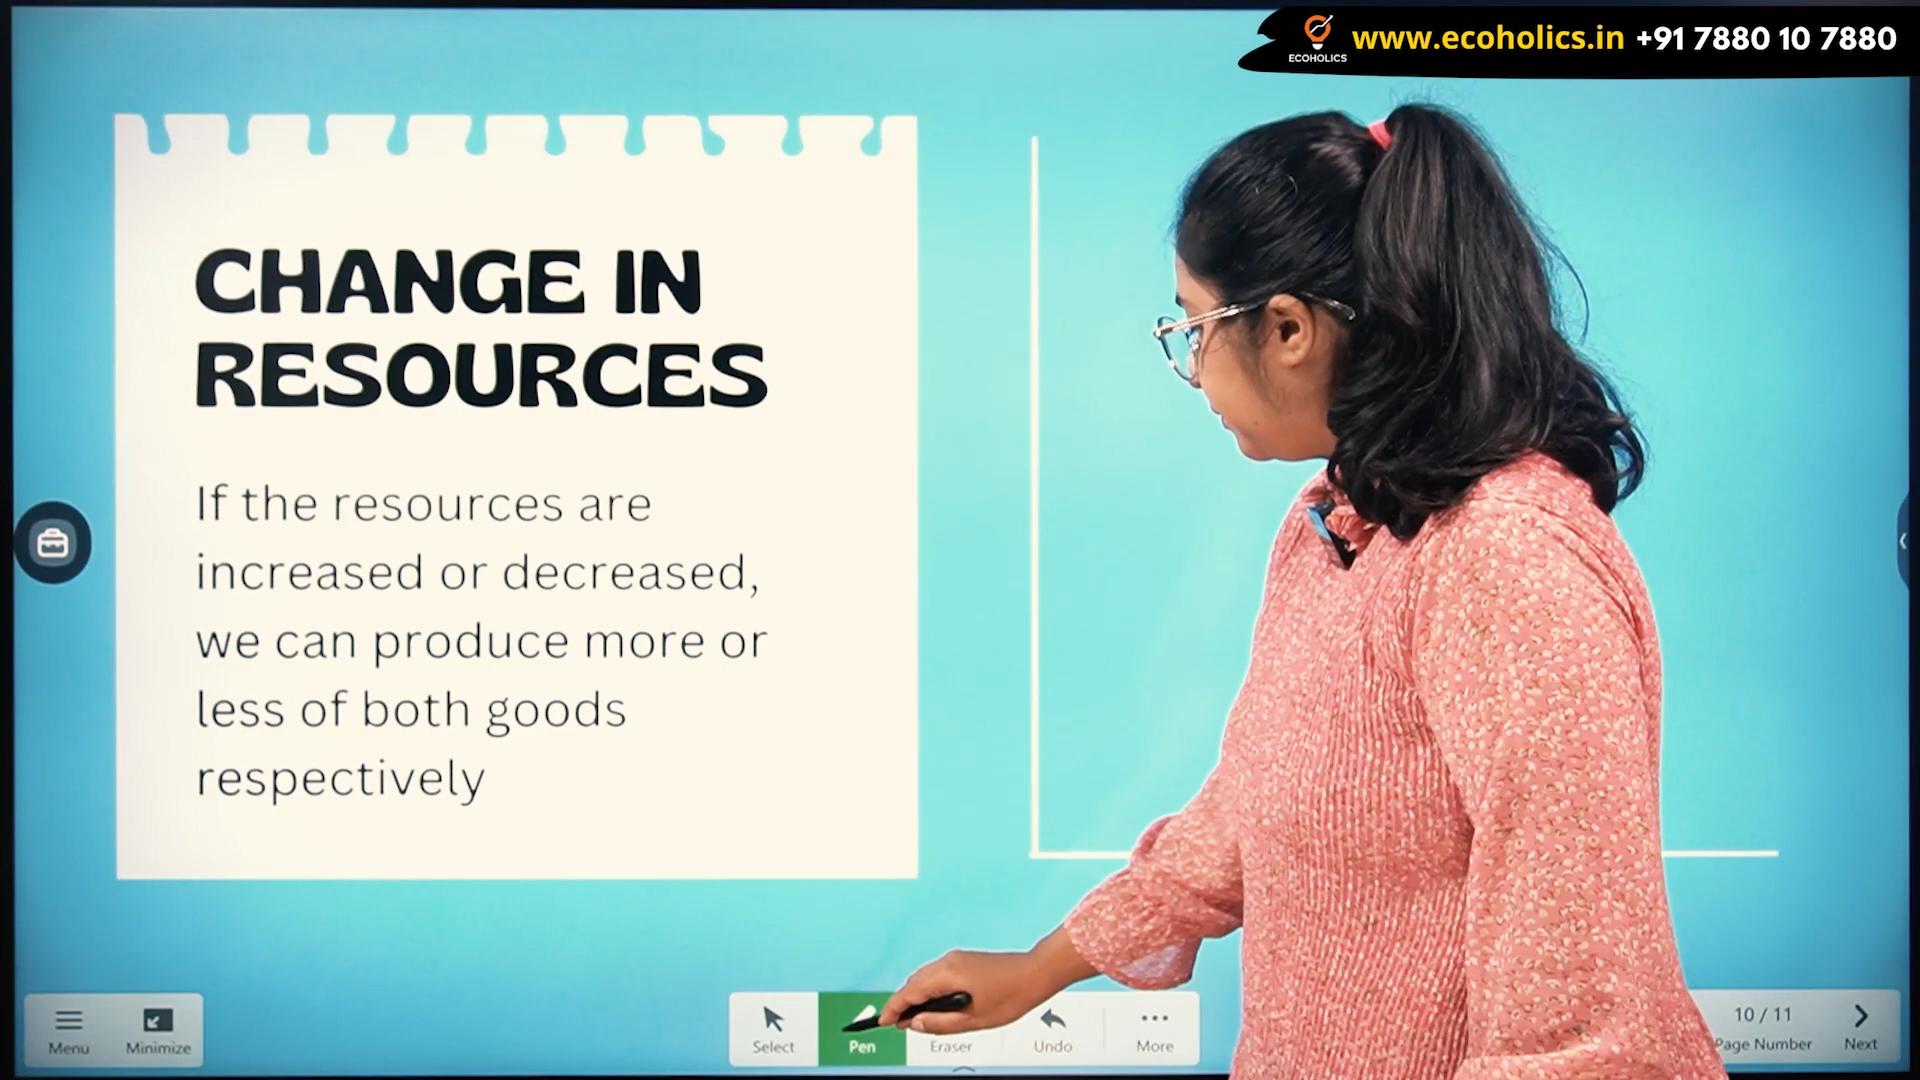 ECOHOLICS
www.ecoholics.in +91 7880 10 7880
CHANGE IN
RESOURCES
If the resources are
increased or decreased,
we can produce more or
less of both goods
respectively
Menu
Minimize
Select
Pen
Eraser
Undo
More
10 / 11
Page Number
Next